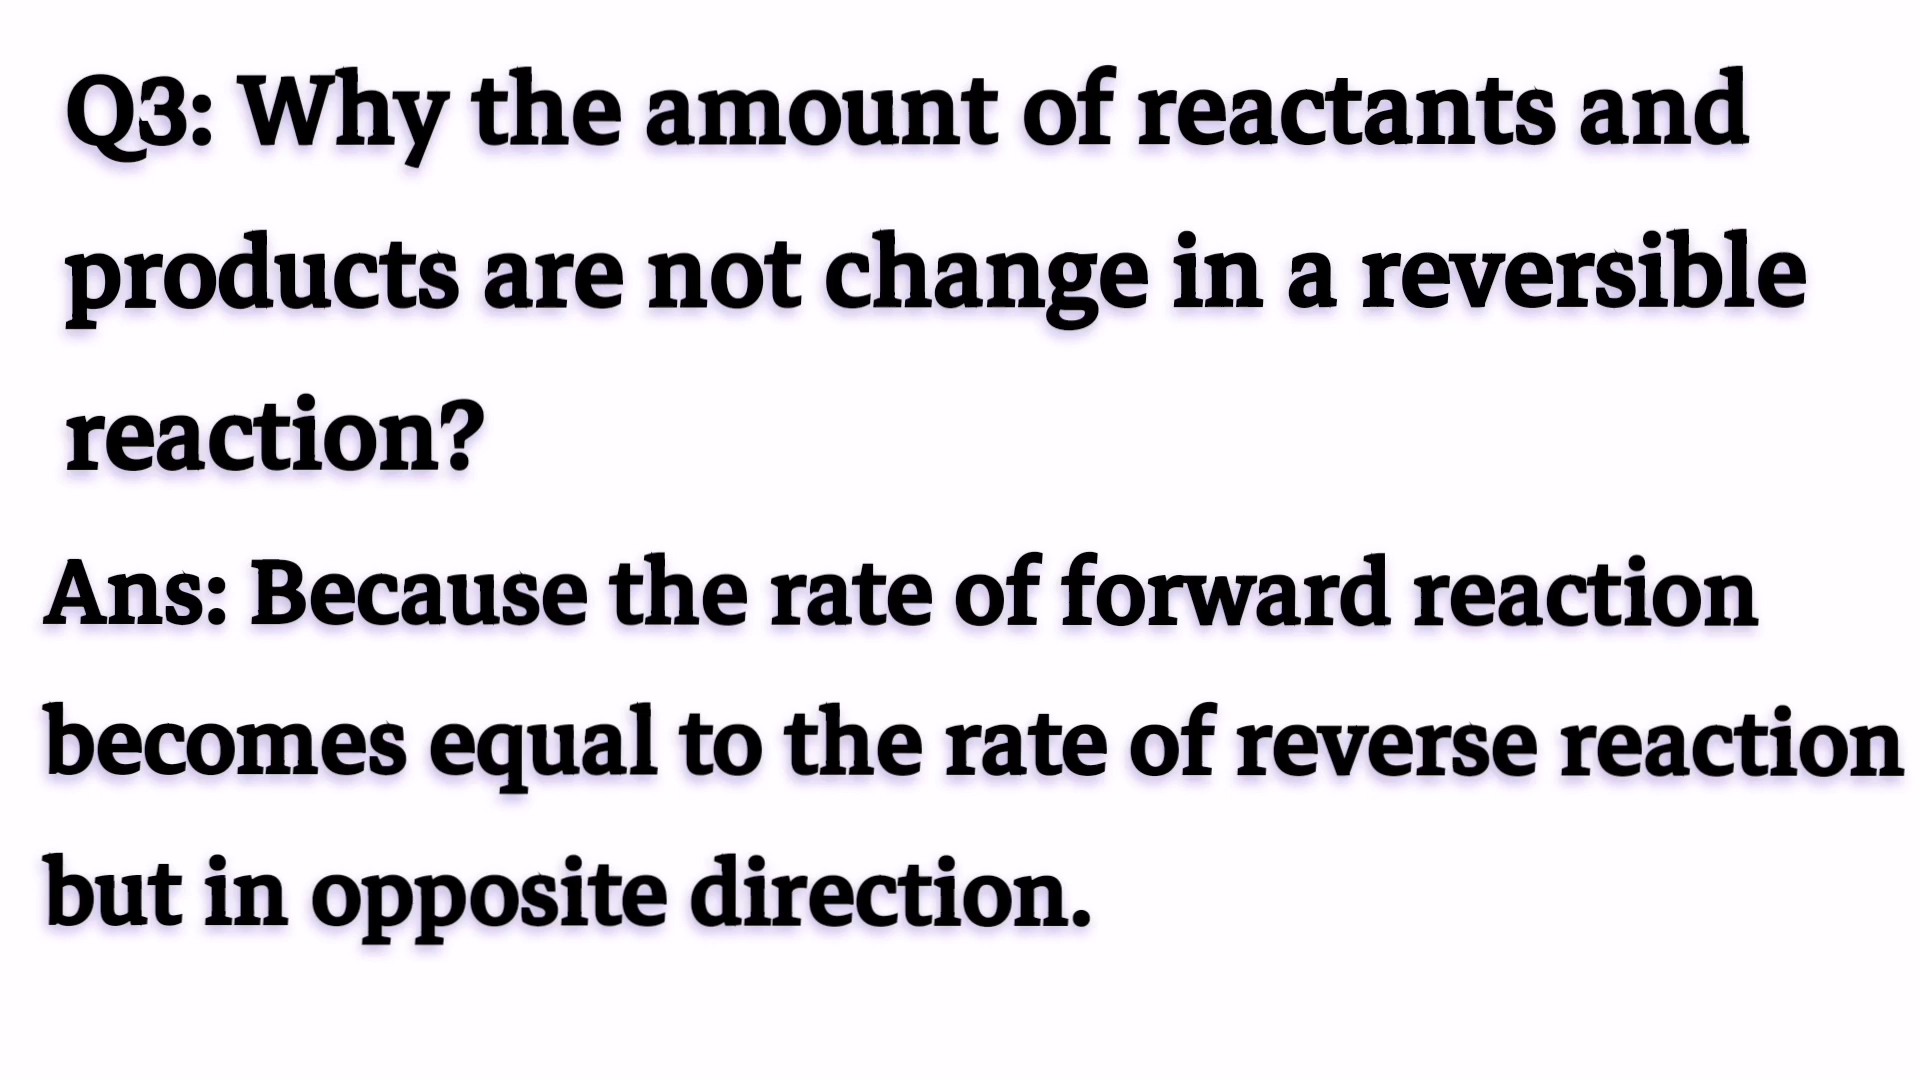 Q3: Why the amount of reactants and
products are not change in a reversible
reaction?
Ans: Because the rate of forward reaction
becomes equal to the rate of reverse reaction
but in opposite direction.